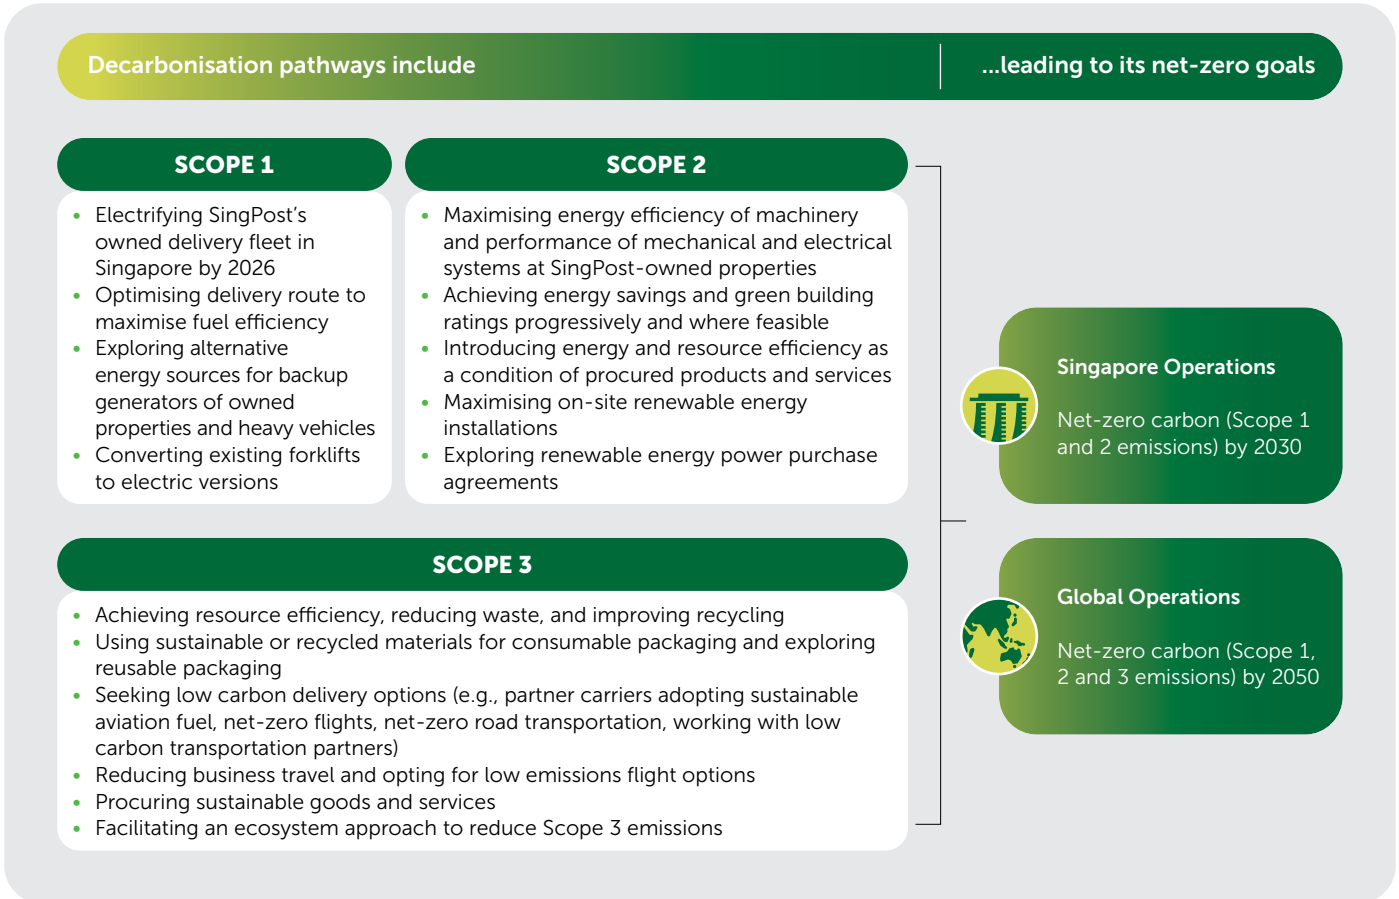 Decarbonisation pathways include
...leading to its net-zero goals
SCOPE 1
• Electrifying SingPost's
owned delivery fleet in
Singapore by 2026
• Optimising delivery route to
maximise fuel efficiency
• Exploring alternative
energy sources for backup
generators of owned
properties and heavy vehicles
• Converting existing forklifts
to electric versions
SCOPE 2
• Maximising energy efficiency of machinery
and performance of mechanical and electrical
systems at SingPost-owned properties
• Achieving energy savings and green building
ratings progressively and where feasible
• Introducing energy and resource efficiency as
a condition of procured products and services
• Maximising on-site renewable energy
installations
• Exploring renewable energy power purchase
agreements
SCOPE 3
• Achieving resource efficiency, reducing waste, and improving recycling
• Using sustainable or recycled materials for consumable packaging and exploring
reusable packaging
• Seeking low carbon delivery options (e.g., partner carriers adopting sustainable
aviation fuel, net-zero flights, net-zero road transportation, working with low
carbon transportation partners)
• Reducing business travel and opting for low emissions flight options
• Procuring sustainable goods and services
• Facilitating an ecosystem approach to reduce Scope 3 emissions
Singapore Operations
Net-zero carbon (Scope 1
and 2 emissions) by 2030
Global Operations
Net-zero carbon (Scope 1,
2 and 3 emissions) by 2050